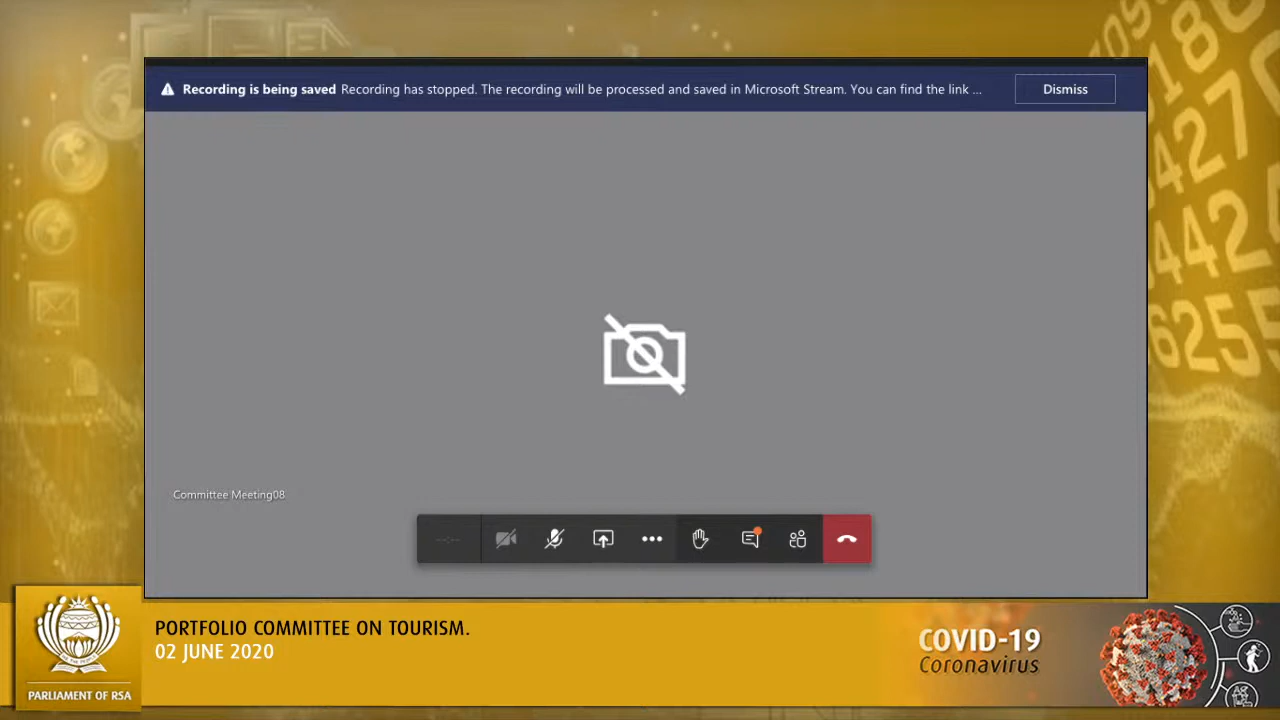 Recording is being saved Recording has stopped. The recording will be processed and saved in Microsoft Stream. You can find the link ...
Dismiss
Committee Meeting08
PORTFOLIO COMMITTEE ON TOURISM.
02 JUNE 2020
PARLIAMENT OF RSA
COVID-19
Coronavirus